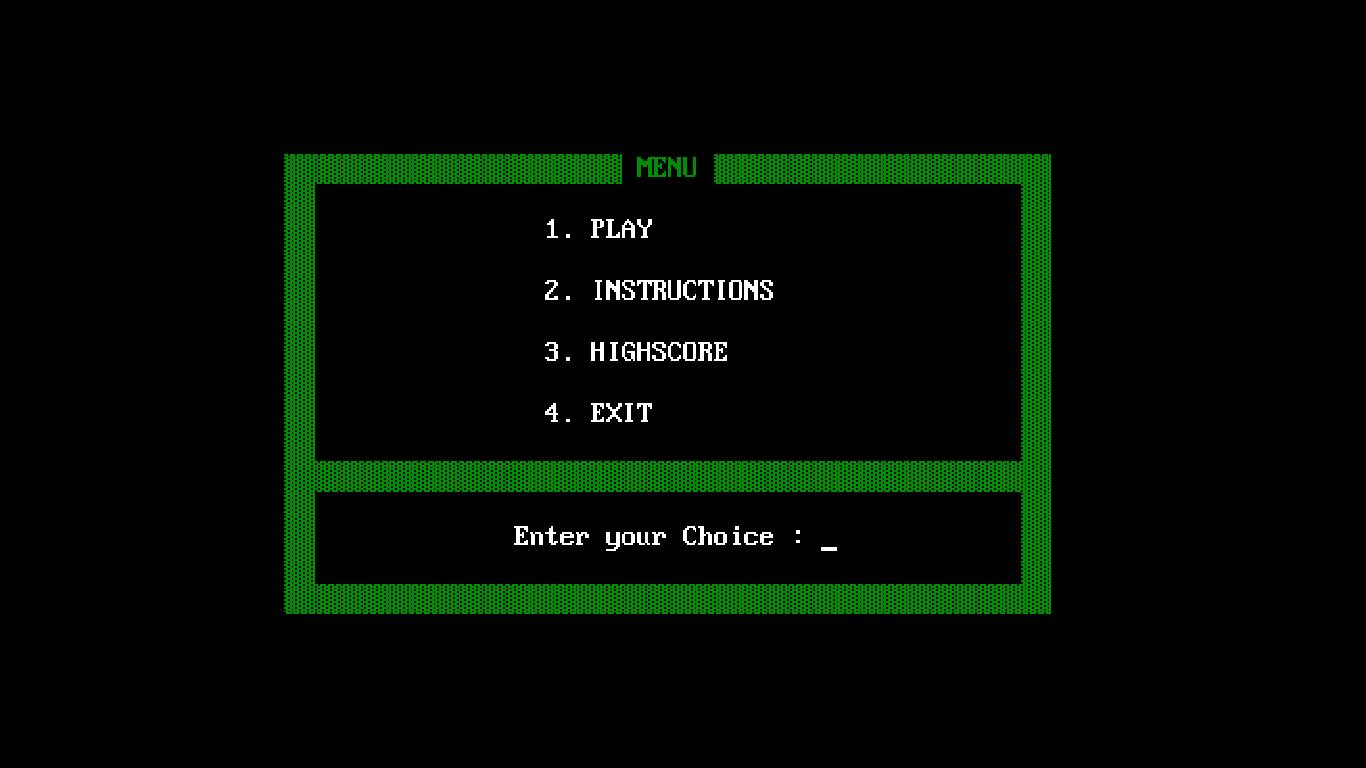 MENU
1. PLAY
2. INSTRUCTIONS
3. HIGHSCORE
4. EXIT
Enter your Choice : _